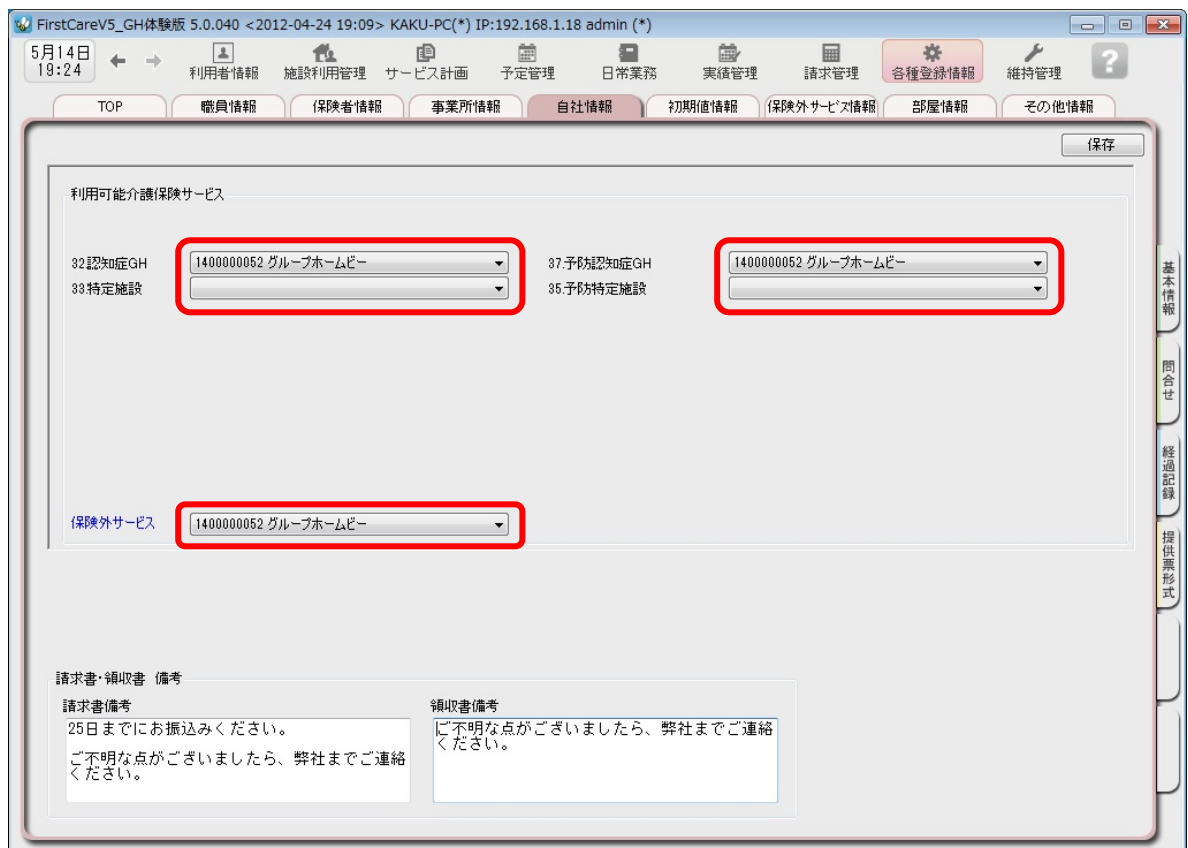 FirstCareV5_GH体験版 5.0.040 <2012-04-24 19:09> KAKU-PC(*) IP:192.168.1.18 admin (*)
5月14日
19:24
利用者情報 施設利用管理 サービス計画 予定管理 日常業務 実績管理 請求管理 各種登録情報 維持管理 ?
TOP 職員情報 保険者情報 事業所情報 自社情報 初期値情報 保険外サービス情報 部屋情報 その他情報
保存
利用可能介護保険サービス
32認知症GH 1400000052 グループホームビー 37.予防認知症GH 1400000052 グループホームビー
33.特定施設 35.予防特定施設
保険外サービス 1400000052 グループホームビー
請求書・領収書 備考
請求書備考
25日までにお振込みください。
ご不明な点がございましたら、弊社までご連絡
ください。
領収書備考
ご不明な点がございましたら、弊社までご連絡
ください。
基本情報
問合せ
経過記録
提供票形式